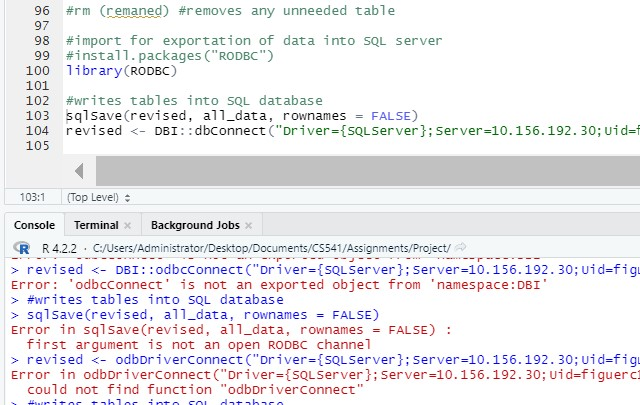 96 #rm (remaned) #removes any unneeded table
97
98 #import for exportation of data into SQL server
99 #install.packages("RODBC")
100 library(RODBC)
101
102 #writes tables into SQL database
103 sqlSave(revised, all_data, rownames = FALSE)
104 revised <- DBI::dbConnect("Driver={SQLServer};Server=10.156.192.30;Uid=f
105
103:1 (Top Level)
Console Terminal Background Jobs
R 4.2.2 · C:/Users/Administrator/Desktop/Documents/CS541/Assignments/Project/
> revised <- DBI::odbcConnect("Driver={SQLServer};Server=10.156.192.30;Uid=figu
Error: 'odbcConnect' is not an exported object from 'namespace:DBI'
> #writes tables into SQL database
> sqlSave(revised, all_data, rownames = FALSE)
Error in sqlSave(revised, all_data, rownames = FALSE) :
first argument is not an open RODBC channel
> revised <- odbDriverConnect("Driver={SQLServer};Server=10.156.192.30;Uid=figu
Error in odbDriverConnect("Driver={SQLServer};Server=10.156.192.30;Uid=figuerc1
could not find function "odbDriverConnect"
> #writes tables into SQL database